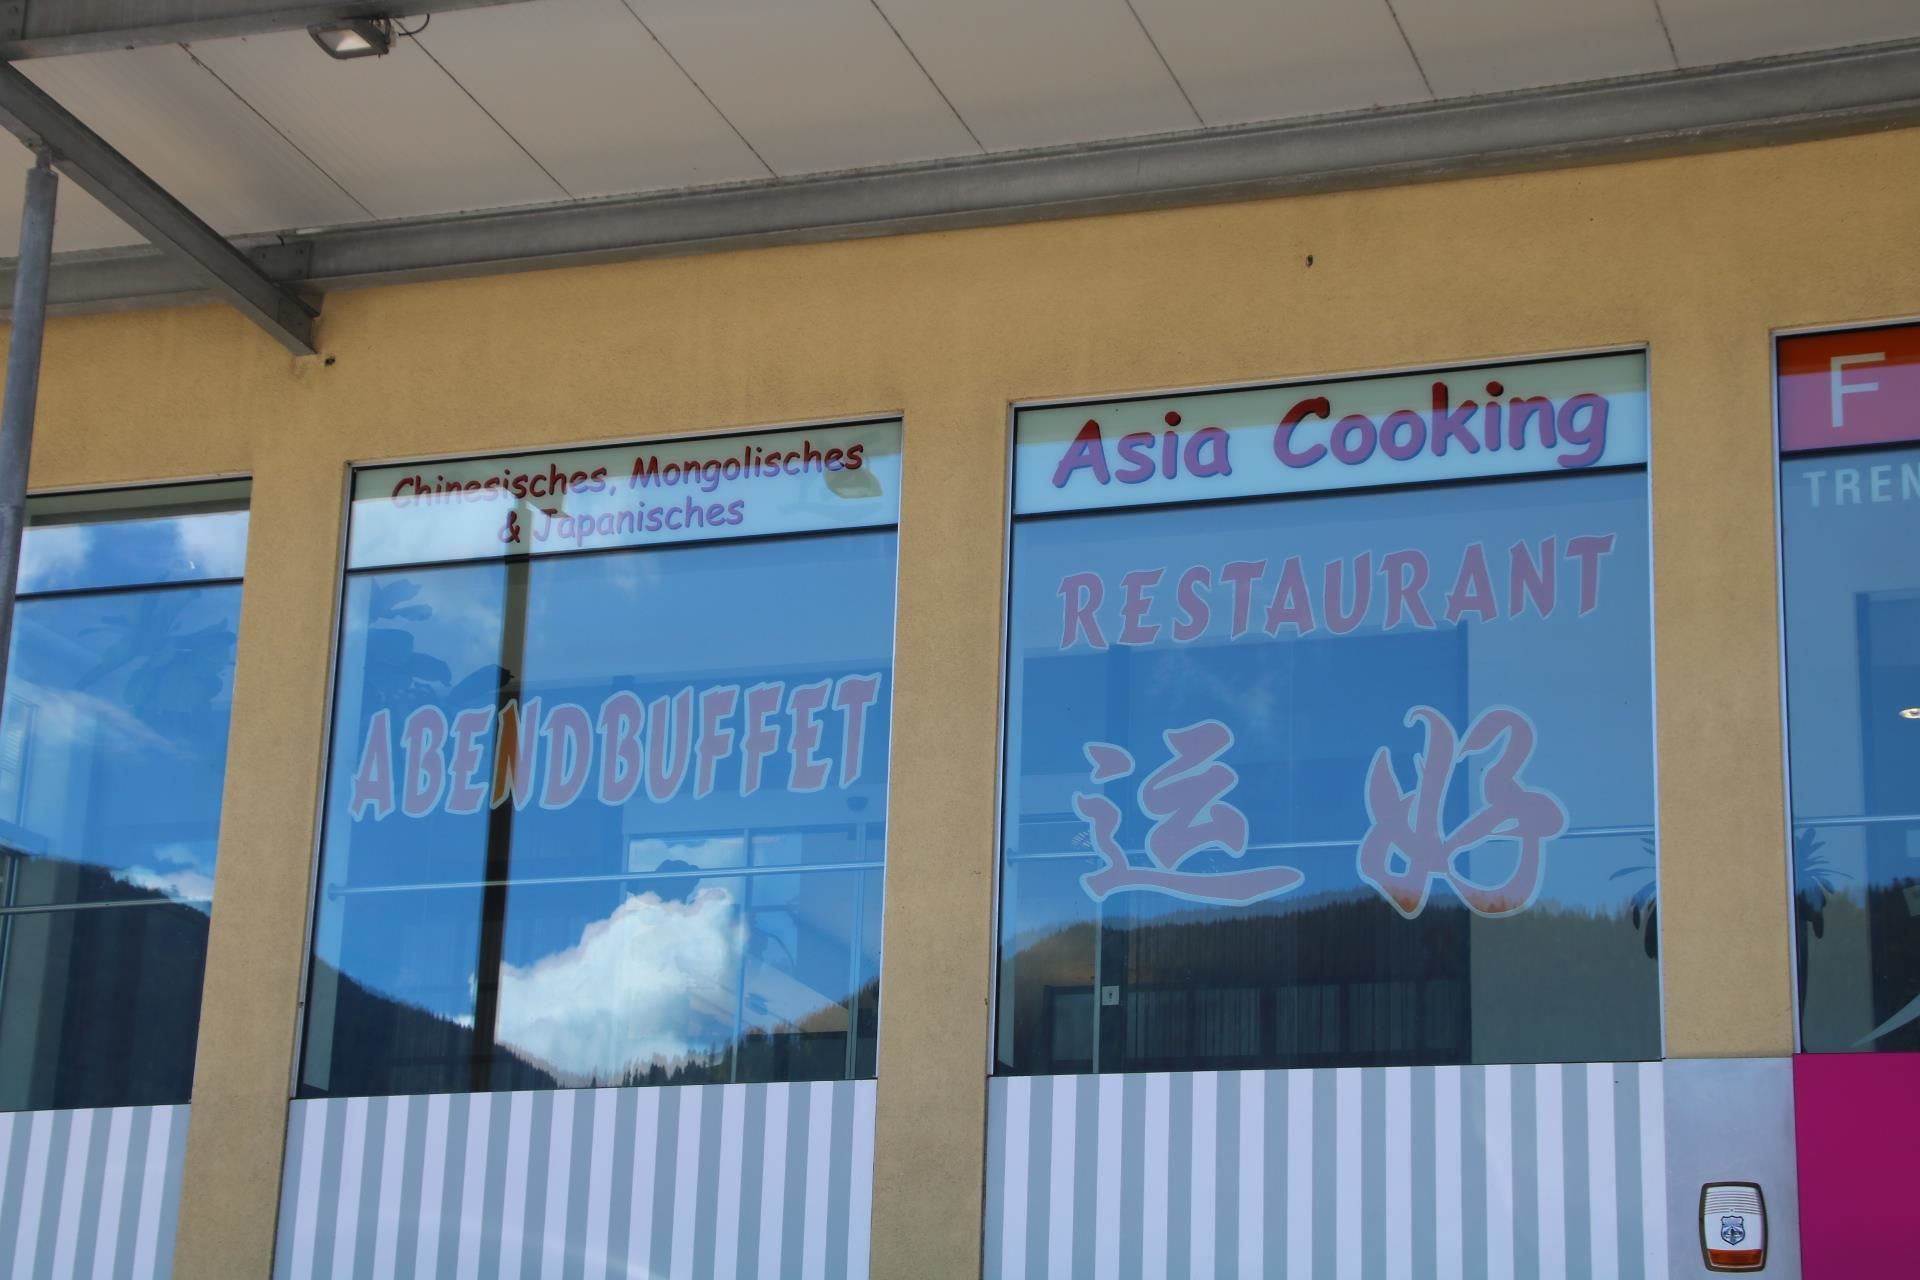 Chinesisches, Mongolisches
& Japanisches
ABENDBUFFET
Asia Cooking
RESTAURANT
运好
F
TREN